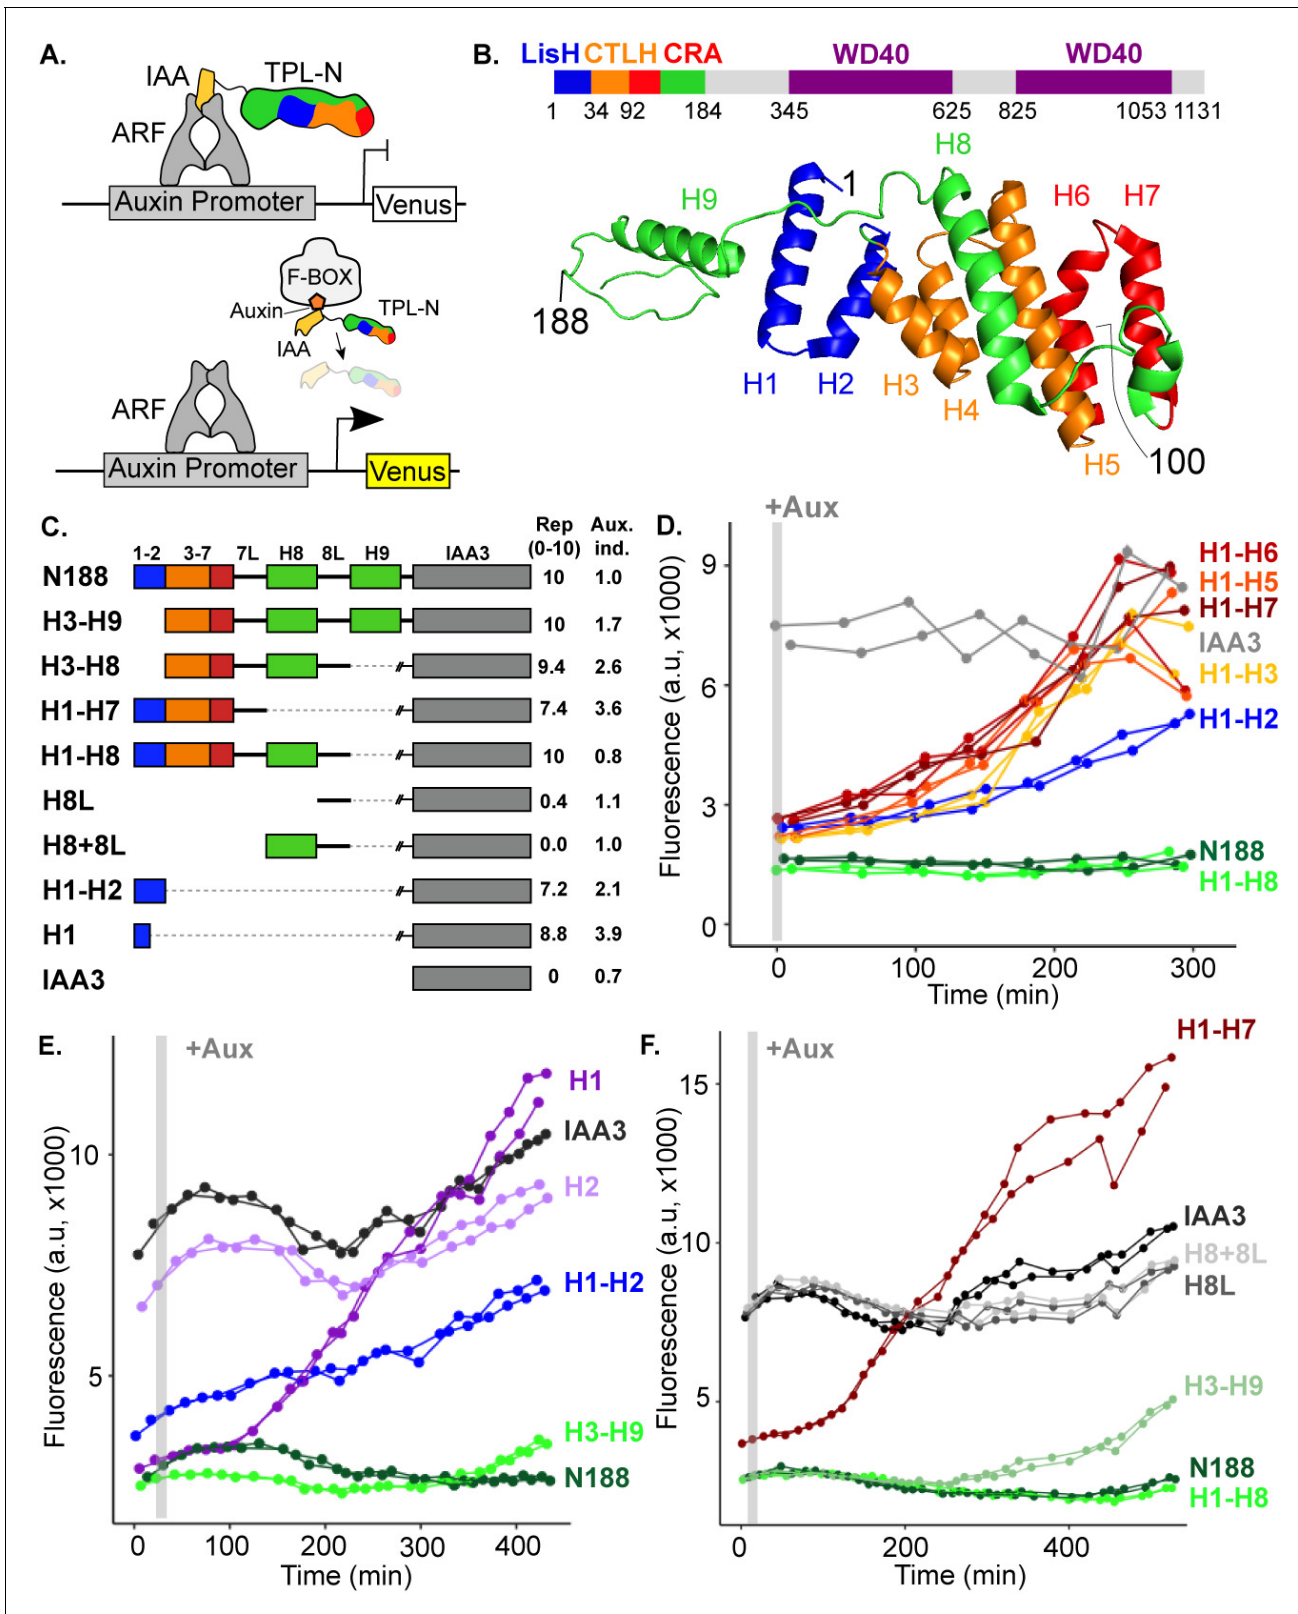 A.
IAA
TPL-N
ARF
Auxin Promoter
Venus
F-BOX
Auxin
TPL-N
IAA
ARF
Auxin Promoter
Venus
B.
LisH CTLH CRA WD40 WD40
1 34 92 184 345 625 825 1053 1131
H8
H9
1
H6 H7
188
H1 H2 H3
H4
H5
100
C.
Rep Aux.
(0-10) ind.
1-2 3-7 7L H8 8L H9 IAA3
N188 10 1.0
H3-H9 10 1.7
H3-H8 9.4 2.6
H1-H7 7.4 3.6
H1-H8 10 0.8
H8L 0.4 1.1
H8+8L 0.0 1.0
H1-H2 7.2 2.1
H1 8.8 3.9
IAA3 0 0.7
D.
+Aux
Fluorescence (a.u, x1000)
9
6
3
0
0 100 200 300
Time (min)
H1-H6
H1-H5
H1-H7
IAA3
H1-H3
H1-H2
N188
H1-H8
E.
+Aux
Fluorescence (a.u, x1000)
10
5
0 100 200 300 400
Time (min)
H1
IAA3
H2
H1-H2
H3-H9
N188
F.
+Aux
Fluorescence (a.u, x1000)
15
10
5
0 200 400
Time (min)
H1-H7
IAA3
H8+8L
H8L
H3-H9
N188
H1-H8